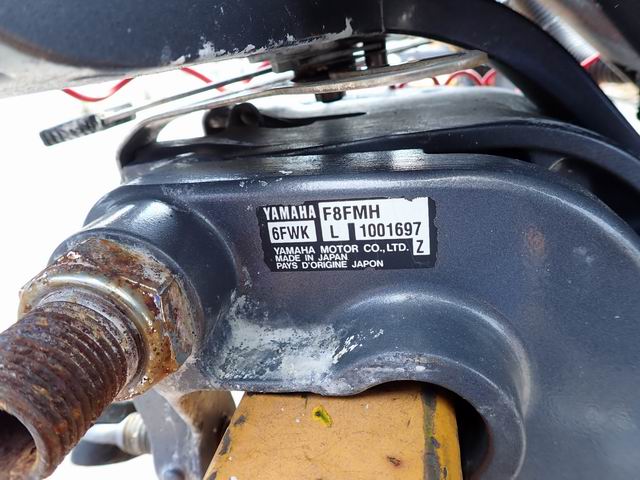 YAMAHA F8FMH
6FWK L 1001697
YAMAHA MOTOR CO.,LTD. Z
MADE IN JAPAN
PAYS D'ORIGINE JAPON